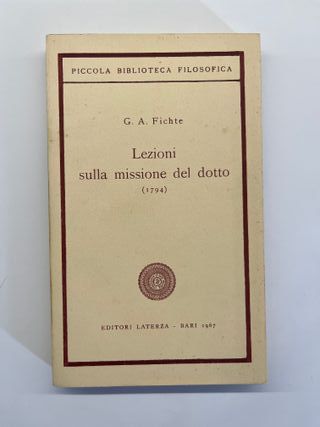 PICCOLA BIBLIOTECA FILOSOFICA
G. A. Fichte
Lezioni
sulla missione del dotto
(1794)
EDITORI LATERZA - BARI 1967